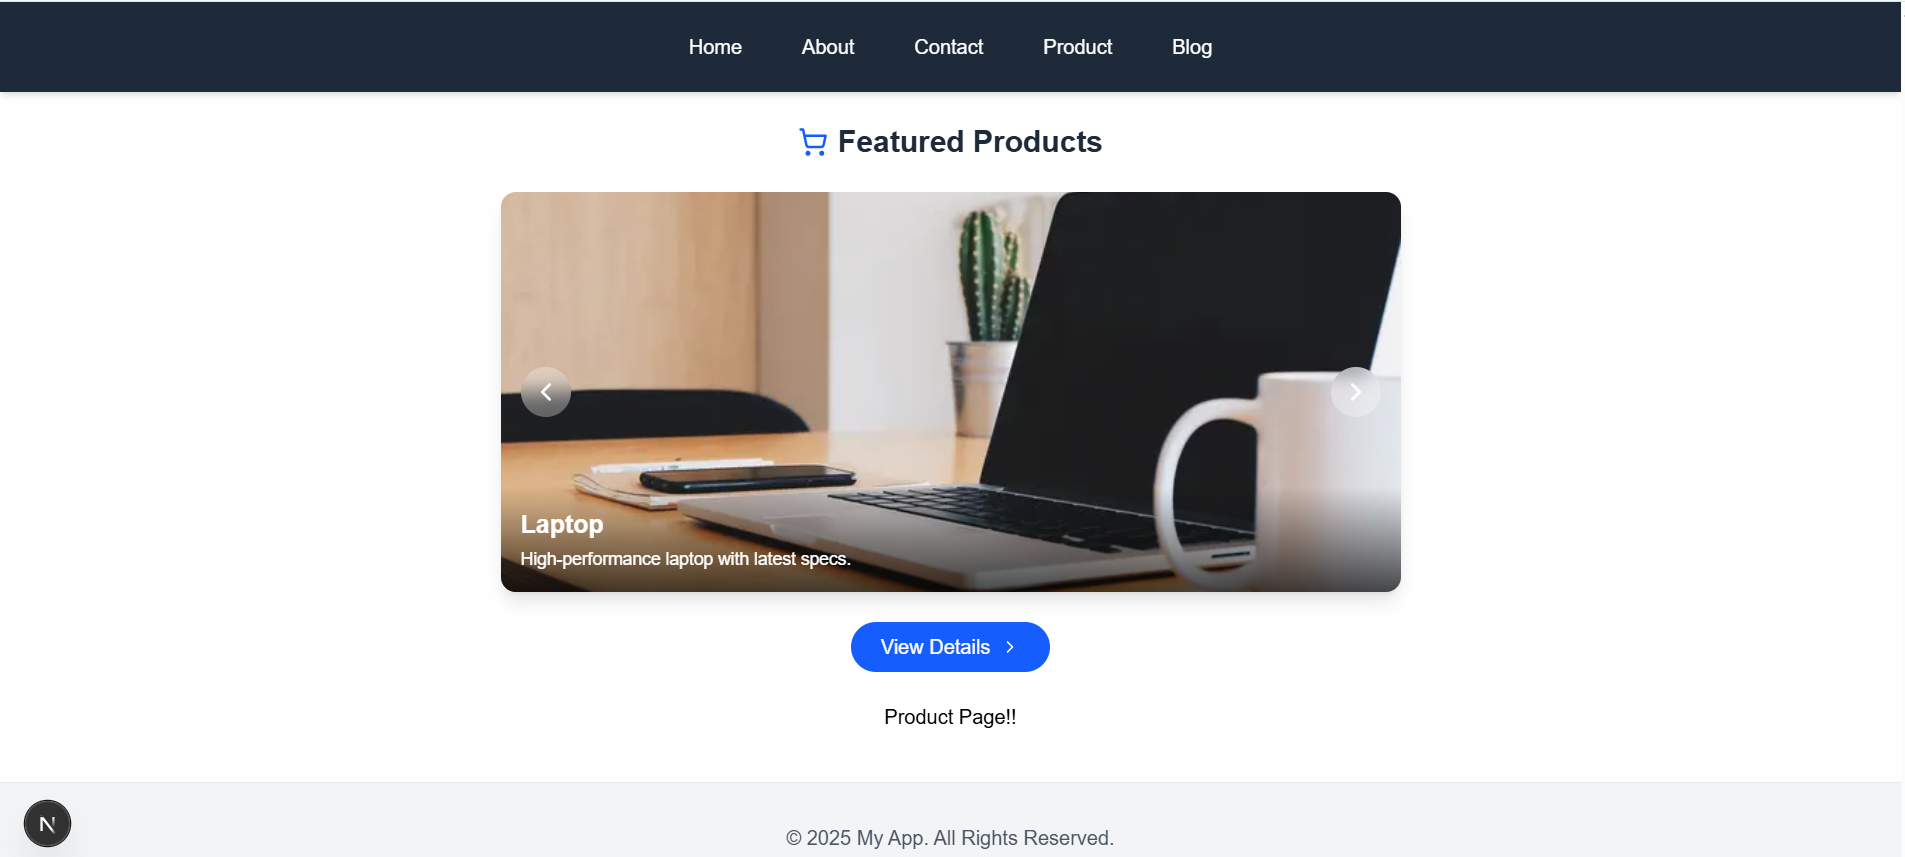 Home About Contact Product Blog
Featured Products
Laptop
High-performance laptop with latest specs.
View Details
Product Page!!
N
© 2025 My App. All Rights Reserved.